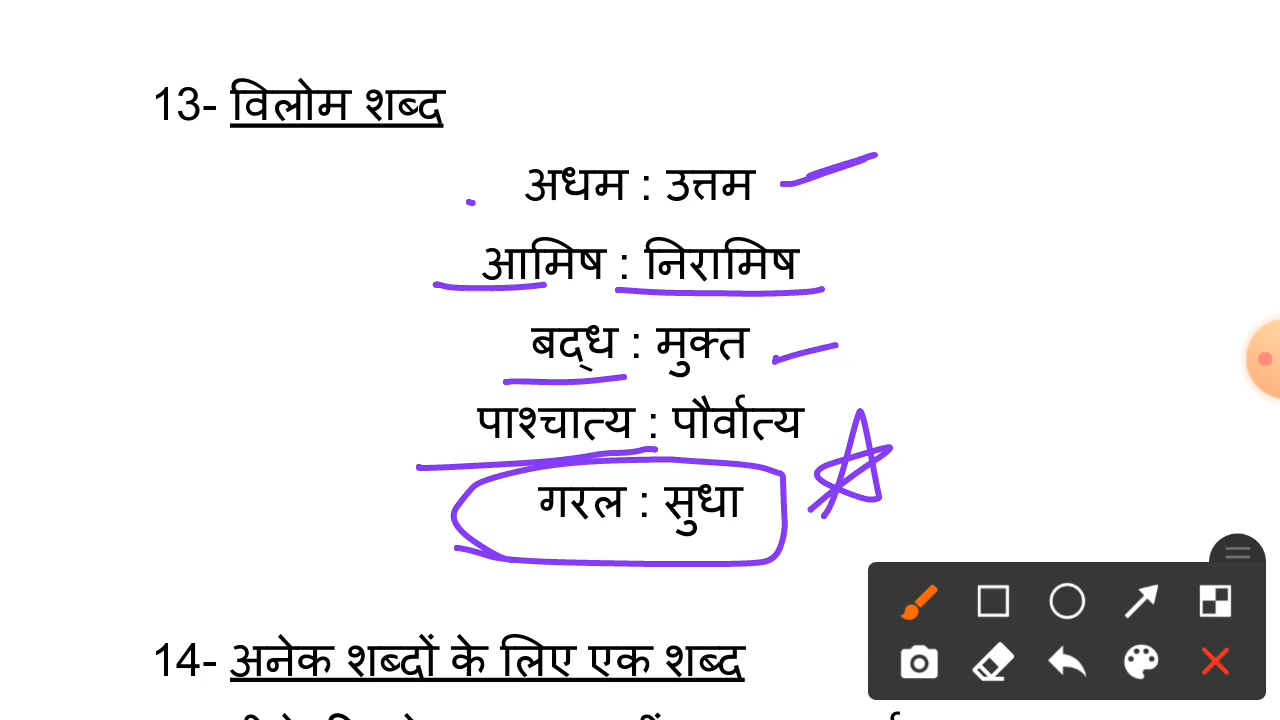 13- विलोम शब्द
अधम : उत्तम
आमिष : निरामिष
बद्ध : मुक्त
पाश्चात्य : पौर्वात्य
गरल : सुधा
14- अनेक शब्दों के लिए एक शब्द